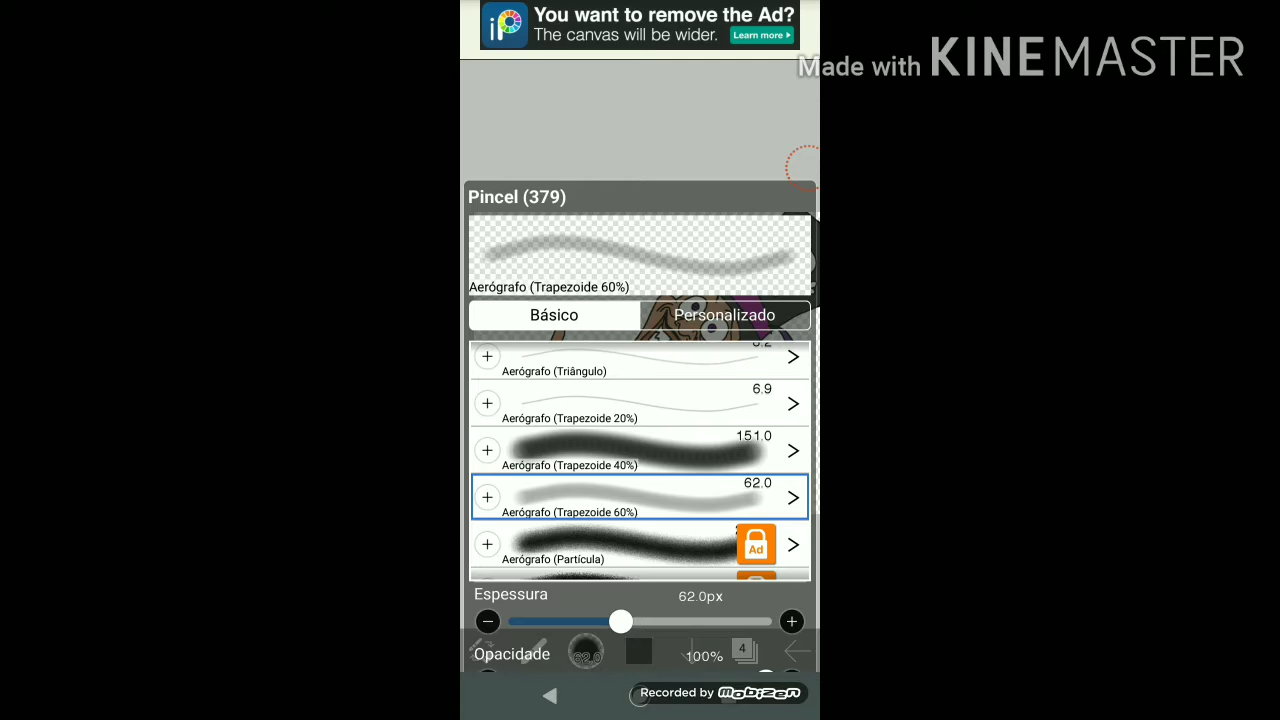 You want to remove the Ad?
The canvas will be wider.
Learn more
Made with KINEMASTER
Pincel (379)
Aerógrafo (Trapezoide 60%)
Básico
Personalizado
Aerógrafo (Triângulo)
6.9
Aerógrafo (Trapezoide 20%)
151.0
Aerógrafo (Trapezoide 40%)
62.0
Aerógrafo (Trapezoide 60%)
Ad
Aerógrafo (Partícula)
Espessura
62.0px
Opacidade
62.0
100%
4
Recorded by mobizen